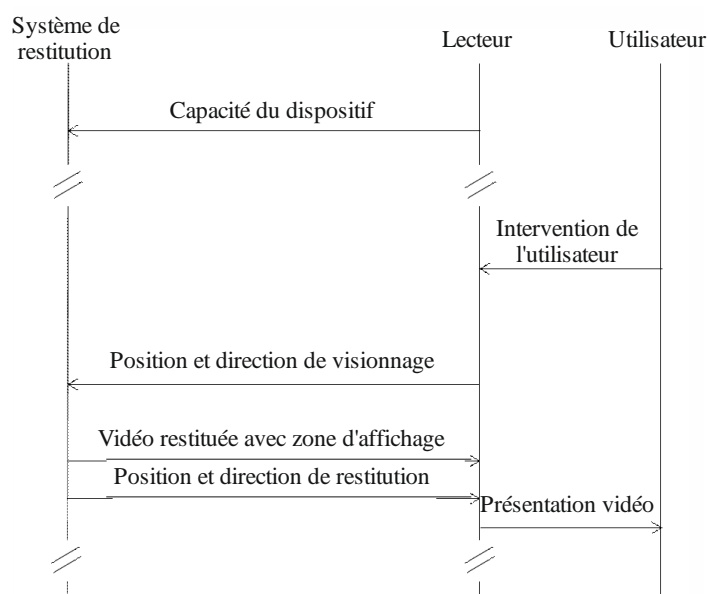 Système de
restitution
Lecteur
Utilisateur
Capacité du dispositif
Intervention de
l'utilisateur
Position et direction de visionnage
Vidéo restituée avec zone d'affichage
Position et direction de restitution
Présentation vidéo